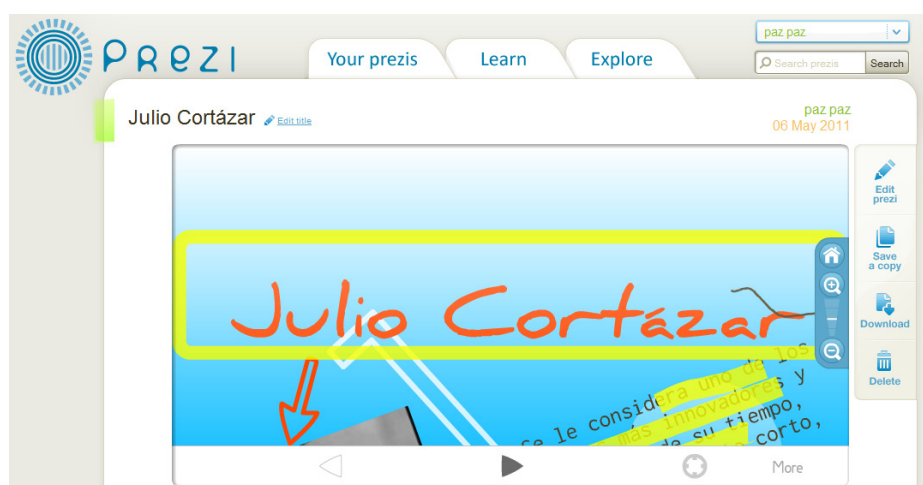 PREZI
Your prezis
Learn
Explore
paz paz
Search prezis
Search
Julio Cortázar
Edit title
paz paz
06 May 2011
Edit
prezi
Save
a copy
Download
Delete
Julio Cortázar
Se le considera uno de los
más innovadores y
de su tiempo,
corto,
More